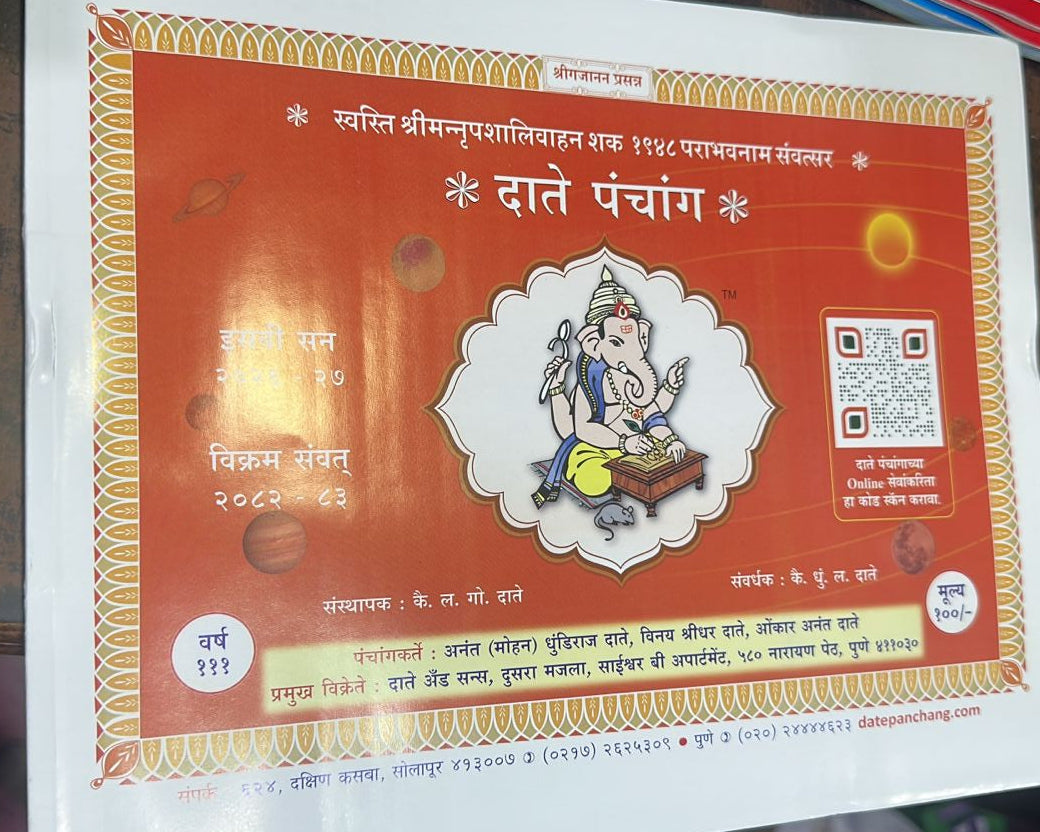 श्रीगजानन प्रसन्न
स्वस्ति श्रीमन्नृपशालिवाहन शक १९४८ पराभवनाम संवत्सर
दाते पंचांग
TM
इसवी सन
२०२६ - २७
विक्रम संवत्
२०८२ - ८३
दाते पंचांगाच्या
Online सेवांकरिता
हा कोड स्कॅन करावा.
संस्थापक : कै. ल. गो. दाते
संवर्धक : कै. धुं. ल. दाते
वर्ष
१११
मूल्य
१००/-
पंचांगकर्ते : अनंत (मोहन) धुंडिराज दाते, विनय श्रीधर दाते, ओंकार अनंत दाते
प्रमुख विक्रेते : दाते अँड सन्स, दुसरा मजला, साईश्वर बी अपार्टमेंट, ५८० नारायण पेठ, पुणे ४११०३०
संपर्क ६२४, दक्षिण कसबा, सोलापूर ४१३००७ (०२१७) २६२५३०९ • पुणे (०२०) २४४४४६२३ datepanchang.com